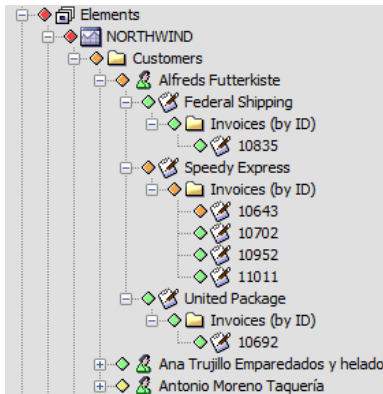 Elements
NORTHWIND
Customers
Alfreds Futterkiste
Federal Shipping
Invoices (by ID)
10835
Speedy Express
Invoices (by ID)
10643
10702
10952
11011
United Package
Invoices (by ID)
10692
Ana Trujillo Emparedados y helado
Antonio Moreno Taquería